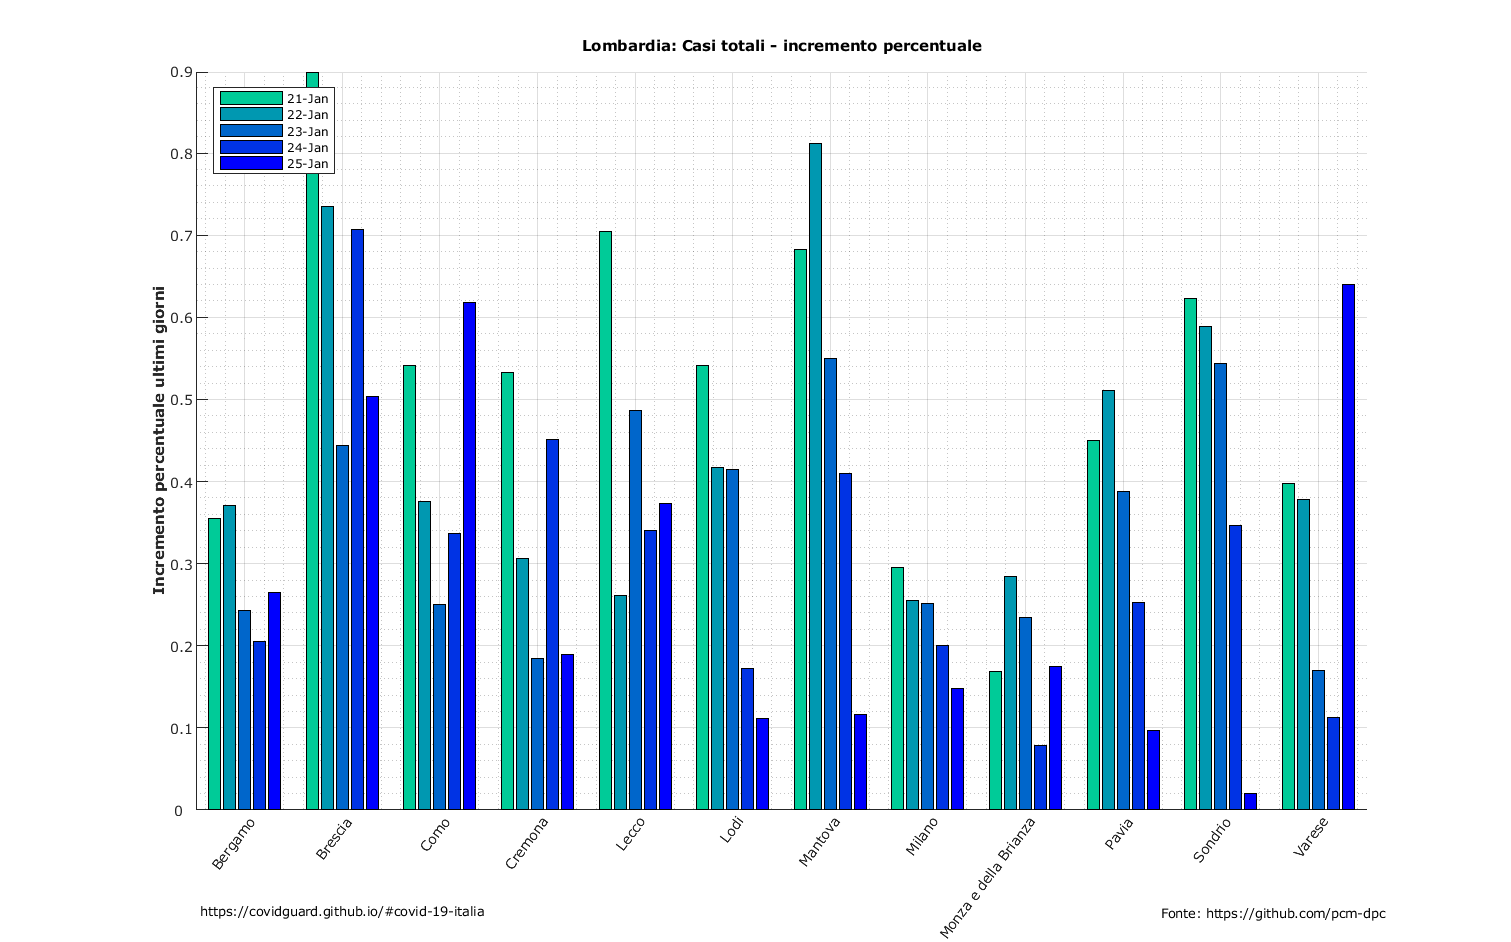 Lombardia: Casi totali - incremento percentuale
0.9
0.8
0.7
0.6
0.5
0.4
0.3
0.2
0.1
0
Incremento percentuale ultimi giorni
21-Jan
22-Jan
23-Jan
24-Jan
25-Jan
Bergamo
Brescia
Como
Cremona
Lecco
Lodi
Mantova
Milano
Monza e della Brianza
Pavia
Sondrio
Varese
https://covidguard.github.io/#covid-19-italia
Fonte: https://github.com/pcm-dpc